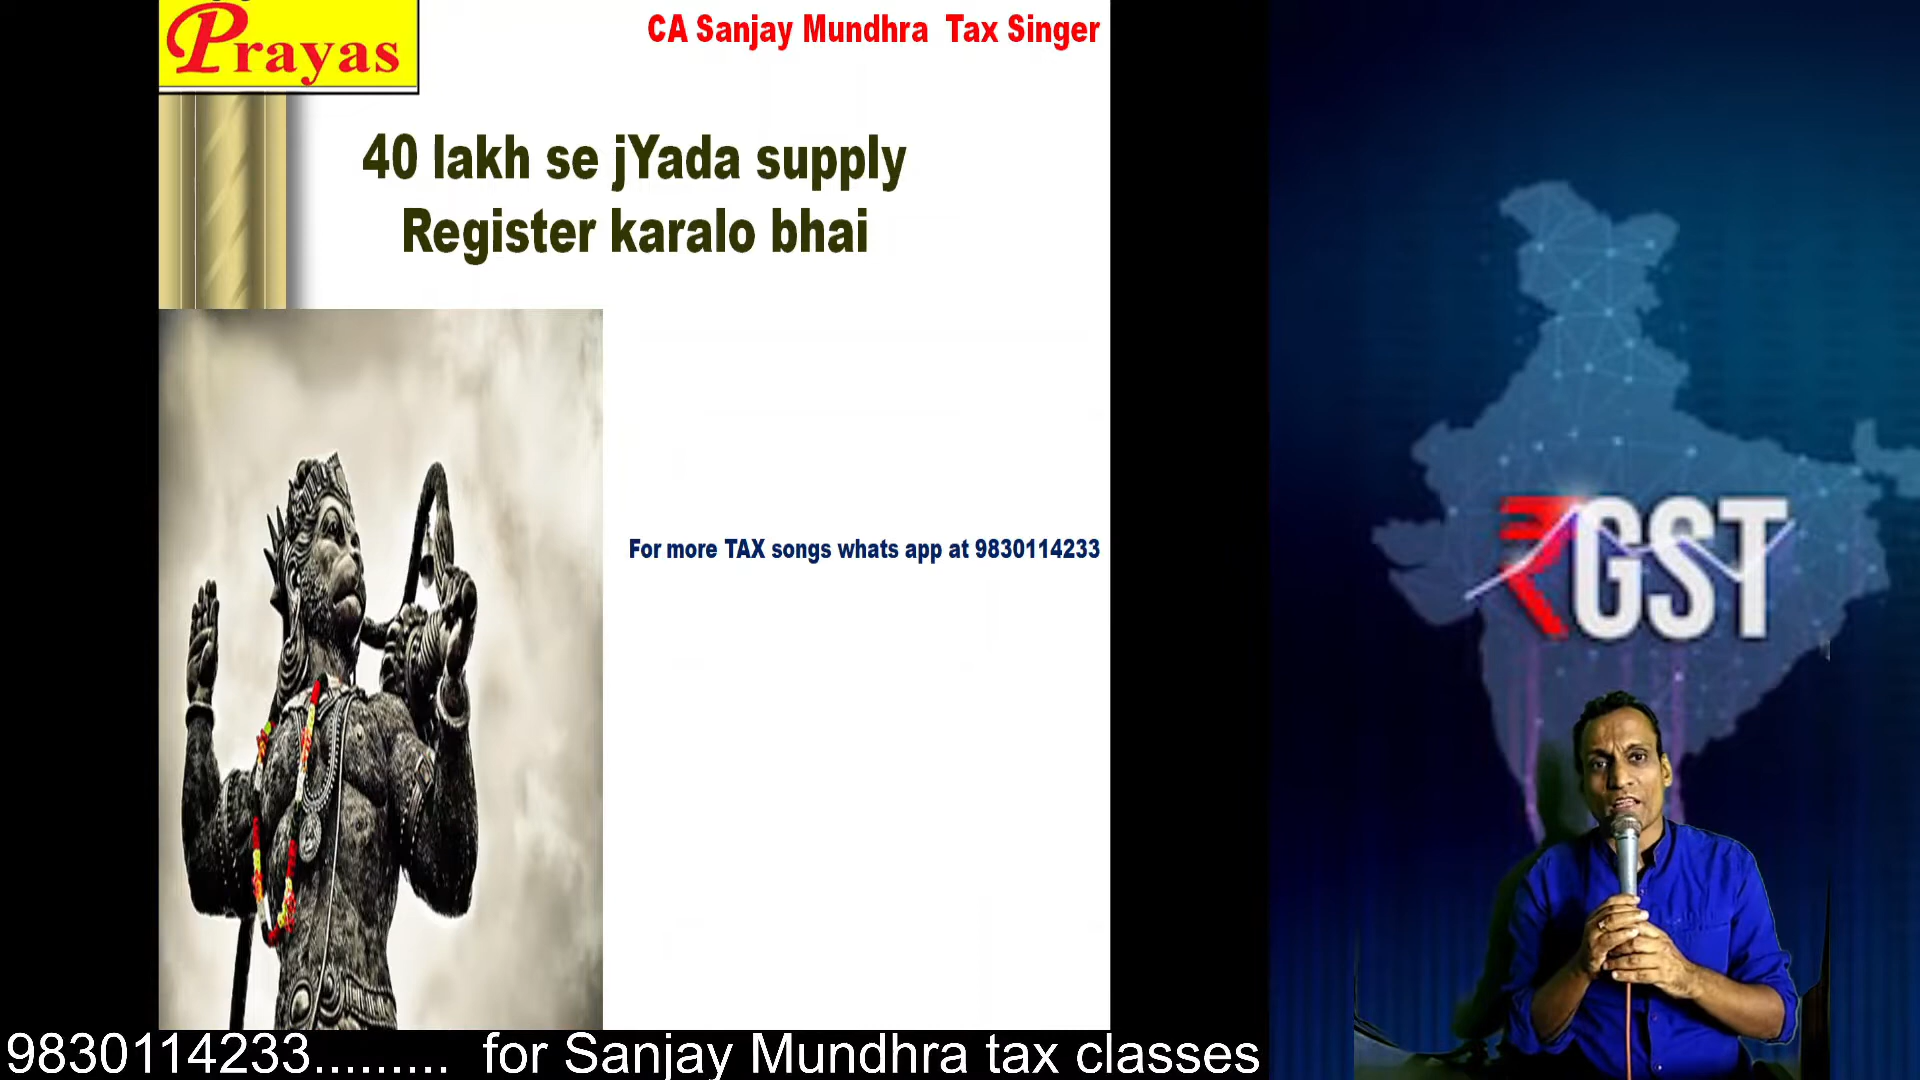 Prayas
CA Sanjay Mundhra Tax Singer
40 lakh se jYada supply
Register karalo bhai
For more TAX songs whats app at 9830114233
₹GST
9830114233......... for Sanjay Mundhra tax classes